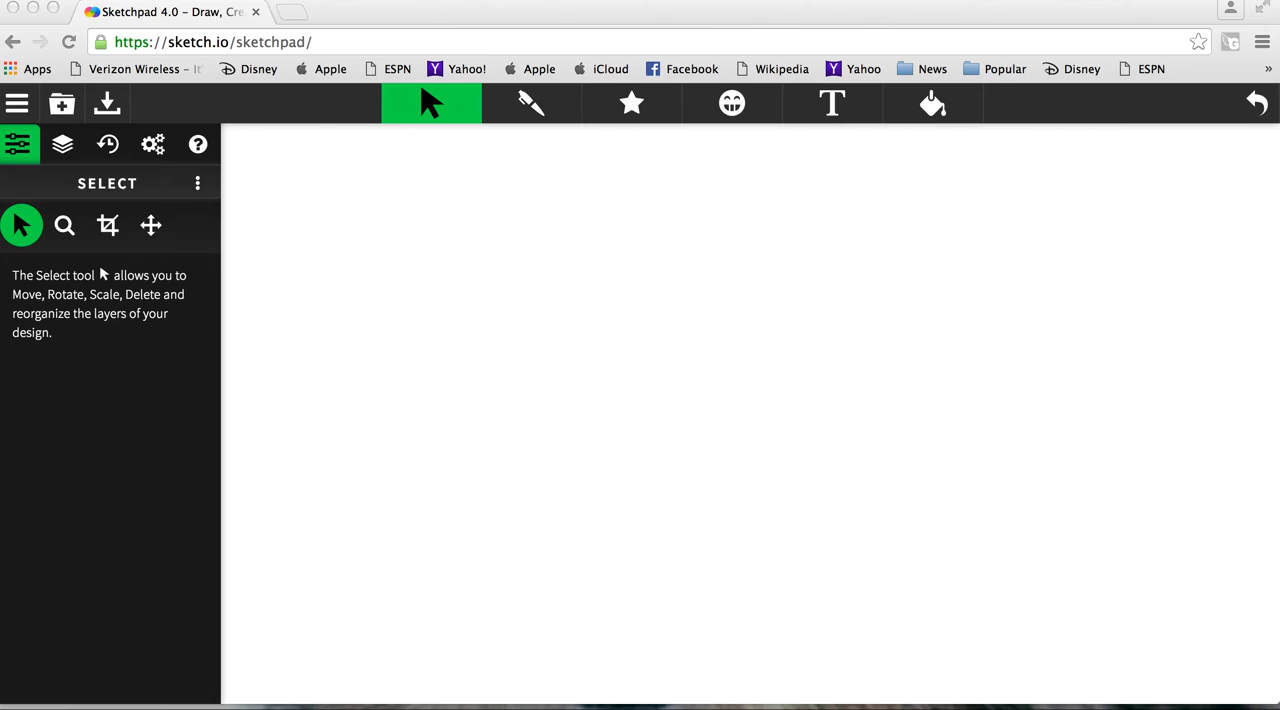 Sketchpad 4.0 – Draw, Cre
https://sketch.io/sketchpad/
Apps Verizon Wireless – It Disney Apple ESPN Yahoo! Apple iCloud Facebook Wikipedia Yahoo News Popular Disney ESPN »
T
SELECT
The Select tool allows you to
Move, Rotate, Scale, Delete and
reorganize the layers of your
design.